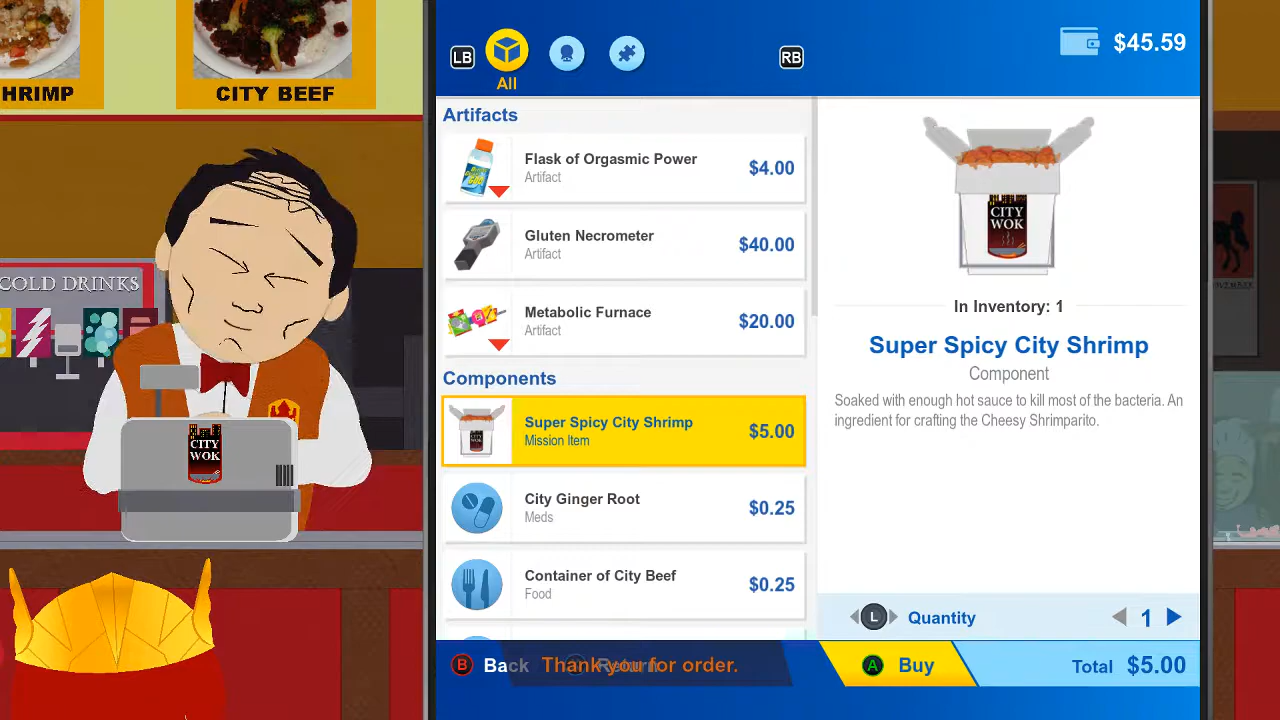 HRIMP
CITY BEEF
COLD DRINKS
CITY
WOK
LB
All
RB
$45.59
Artifacts
Flask of Orgasmic Power
Artifact
$4.00
Gluten Necrometer
Artifact
$40.00
Metabolic Furnace
Artifact
$20.00
Components
Super Spicy City Shrimp
Mission Item
$5.00
City Ginger Root
Meds
$0.25
Container of City Beef
Food
$0.25
CITY
WOK
In Inventory: 1
Super Spicy City Shrimp
Component
Soaked with enough hot sauce to kill most of the bacteria. An
ingredient for crafting the Cheesy Shrimparito.
L Quantity 1
B Back
Return
Thank you for order.
A Buy
Total $5.00